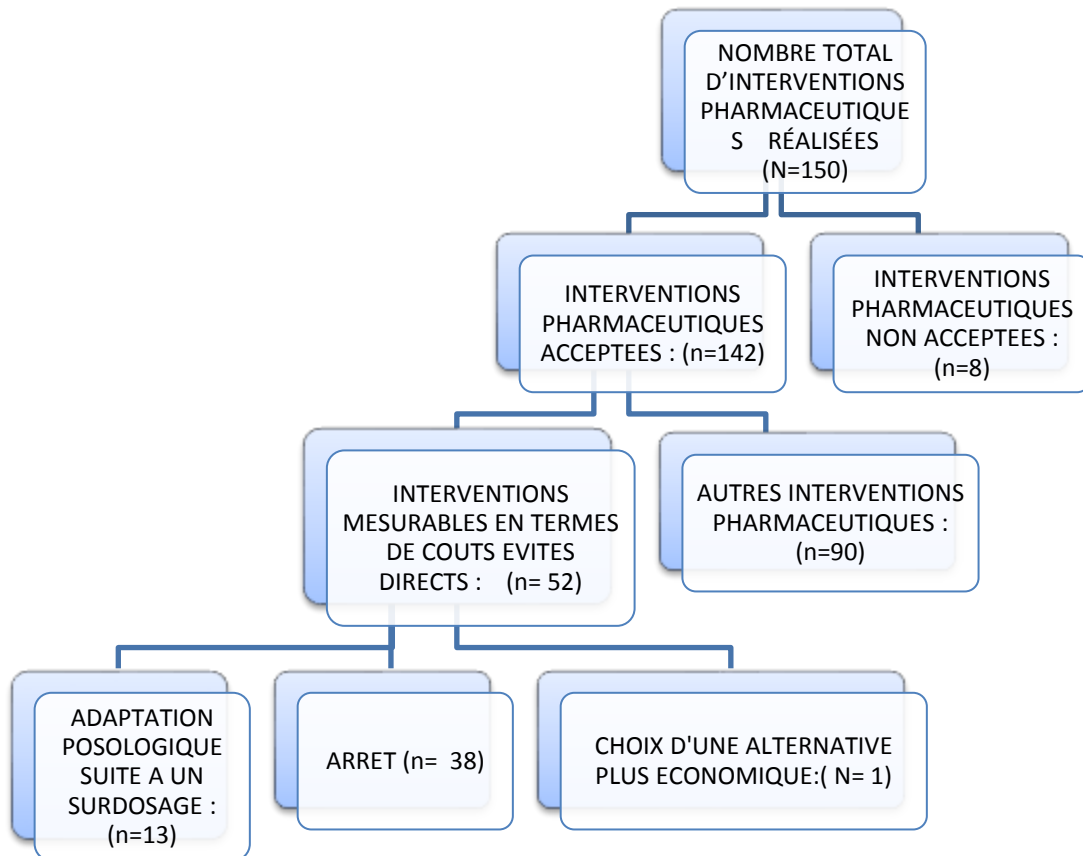 NOMBRE TOTAL
D'INTERVENTIONS
PHARMACEUTIQUE
S RÉALISÉES
(N=150)
INTERVENTIONS
PHARMACEUTIQUES
ACCEPTEES : (n=142)
INTERVENTIONS
PHARMACEUTIQUES
NON ACCEPTEES :
(n=8)
INTERVENTIONS
MESURABLES EN TERMES
DE COUTS EVITES
DIRECTS : (n= 52)
AUTRES INTERVENTIONS
PHARMACEUTIQUES :
(n=90)
ADAPTATION
POSOLOGIQUE
SUITE A UN
SURDOSAGE :
(n=13)
ARRET (n= 38)
CHOIX D'UNE ALTERNATIVE
PLUS ECONOMIQUE:( N= 1)